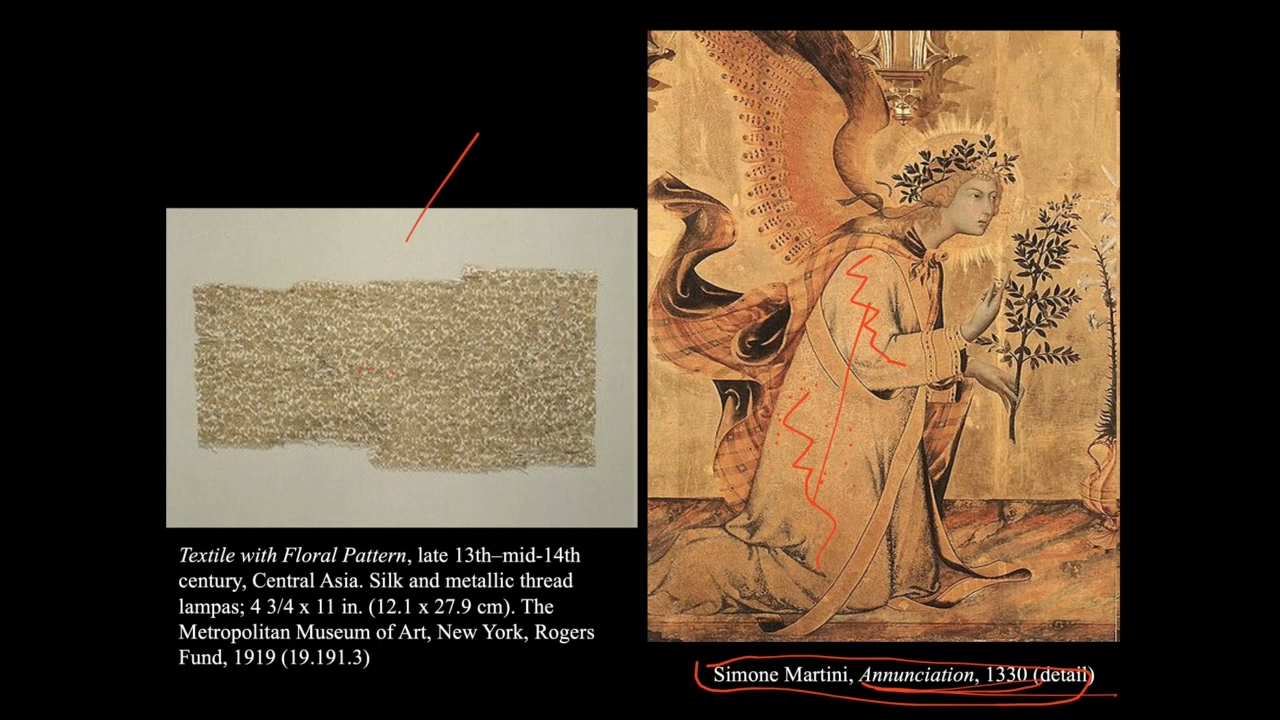 Textile with Floral Pattern, late 13th–mid-14th
century, Central Asia. Silk and metallic thread
lampas; 4 3/4 x 11 in. (12.1 x 27.9 cm). The
Metropolitan Museum of Art, New York, Rogers
Fund, 1919 (19.191.3)
Simone Martini, Annunciation, 1330 (detail)